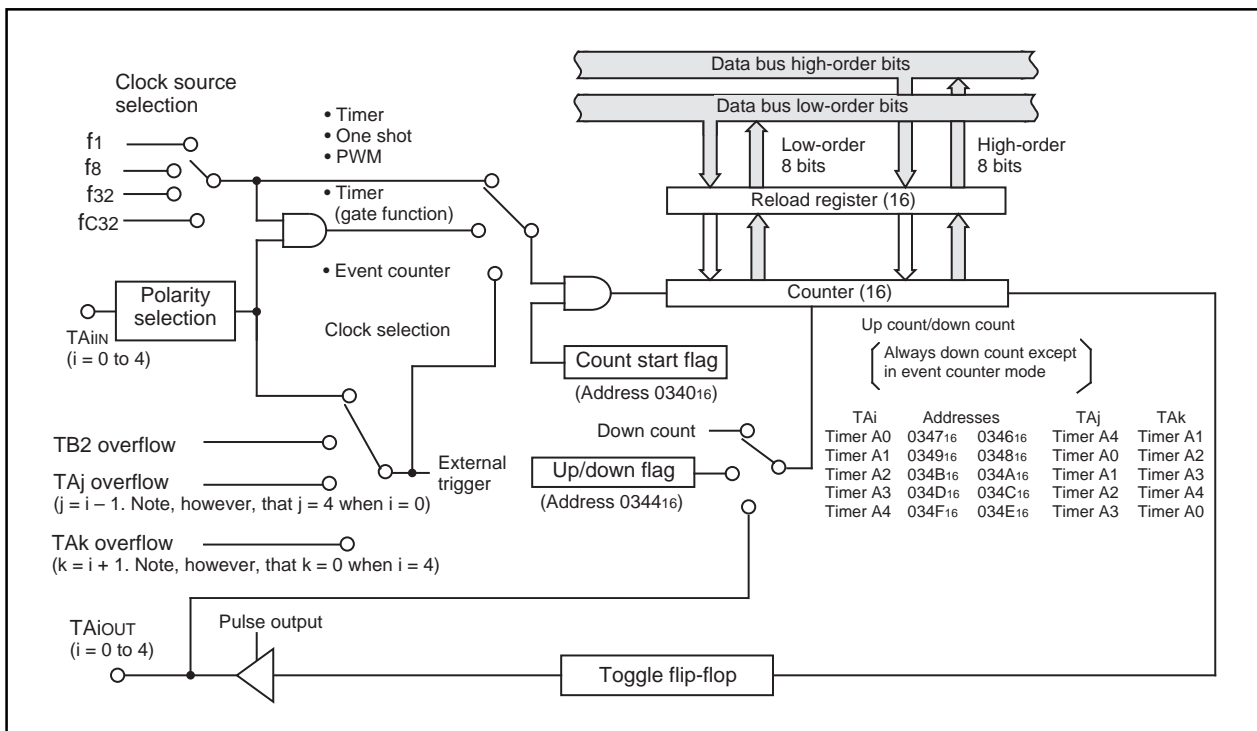 Clock source
selection
f1
f8
f32
fC32
• Timer
• One shot
• PWM
• Timer
(gate function)
• Event counter
Clock selection
Polarity
selection
TAiIN
(i = 0 to 4)
TB2 overflow
TAj overflow
(j = i – 1. Note, however, that j = 4 when i = 0)
TAk overflow
(k = i + 1. Note, however, that k = 0 when i = 4)
External
trigger
Data bus high-order bits
Data bus low-order bits
Low-order
8 bits
High-order
8 bits
Reload register (16)
Counter (16)
Count start flag
(Address 034016)
Up count/down count
Always down count except
in event counter mode
Down count
Up/down flag
(Address 034416)
TAi Addresses TAj TAk
Timer A0 034716 034616 Timer A4 Timer A1
Timer A1 034916 034816 Timer A0 Timer A2
Timer A2 034B16 034A16 Timer A1 Timer A3
Timer A3 034D16 034C16 Timer A2 Timer A4
Timer A4 034F16 034E16 Timer A3 Timer A0
TAiOUT
(i = 0 to 4)
Pulse output
Toggle flip-flop